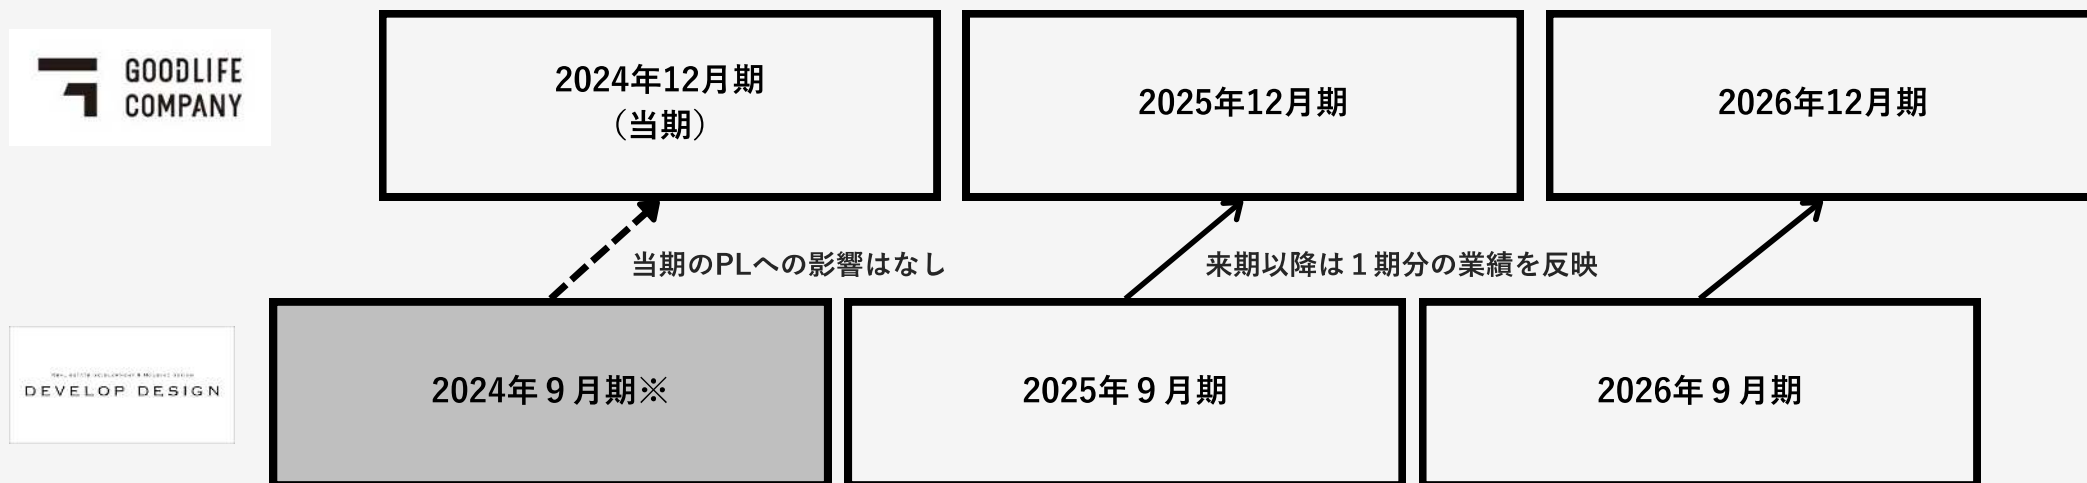 GOODLIFE
COMPANY
2024年12月期
（当期）
2025年12月期
2026年12月期
当期のPLへの影響はなし
来期以降は１期分の業績を反映
DEVELOP DESIGN
2024年９月期※
2025年９月期
2026年９月期